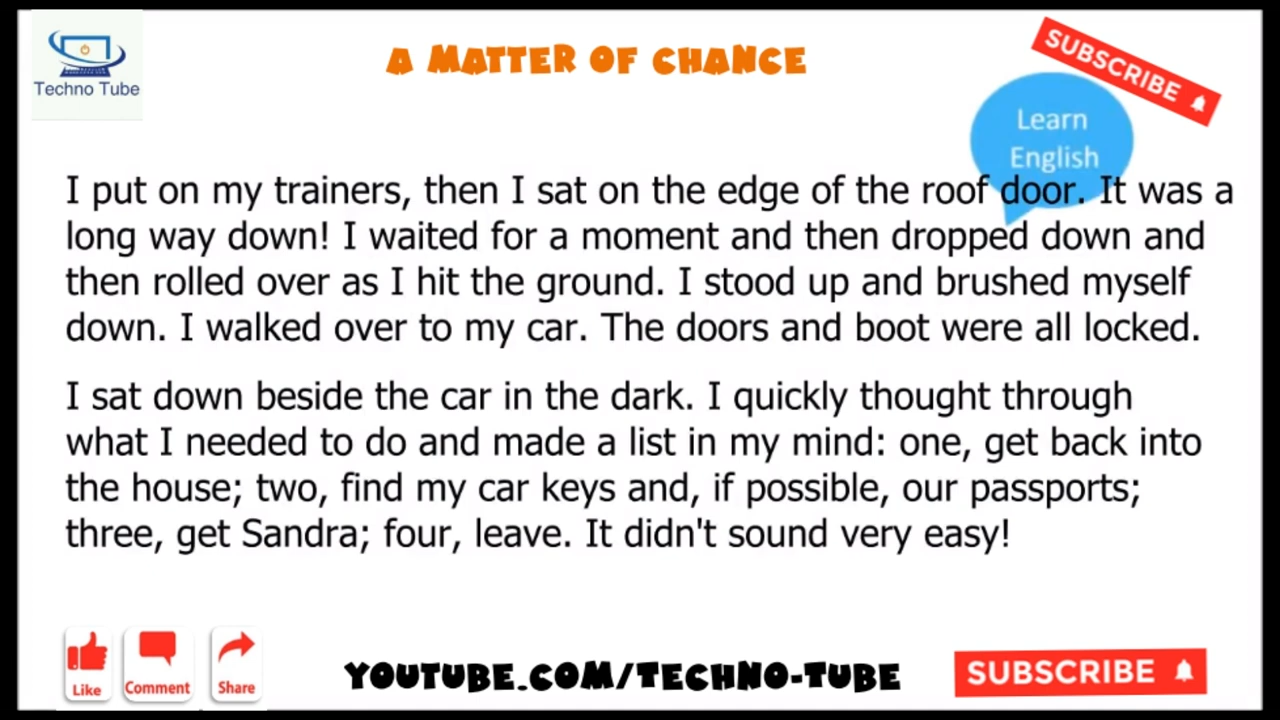 Techno Tube
A MATTER OF CHANCE
SUBSCRIBE
Learn
English
I put on my trainers, then I sat on the edge of the roof door. It was a
long way down! I waited for a moment and then dropped down and
then rolled over as I hit the ground. I stood up and brushed myself
down. I walked over to my car. The doors and boot were all locked.
I sat down beside the car in the dark. I quickly thought through
what I needed to do and made a list in my mind: one, get back into
the house; two, find my car keys and, if possible, our passports;
three, get Sandra; four, leave. It didn't sound very easy!
Like
Comment
Share
YOUTUBE.COM/TECHNO-TUBE
SUBSCRIBE